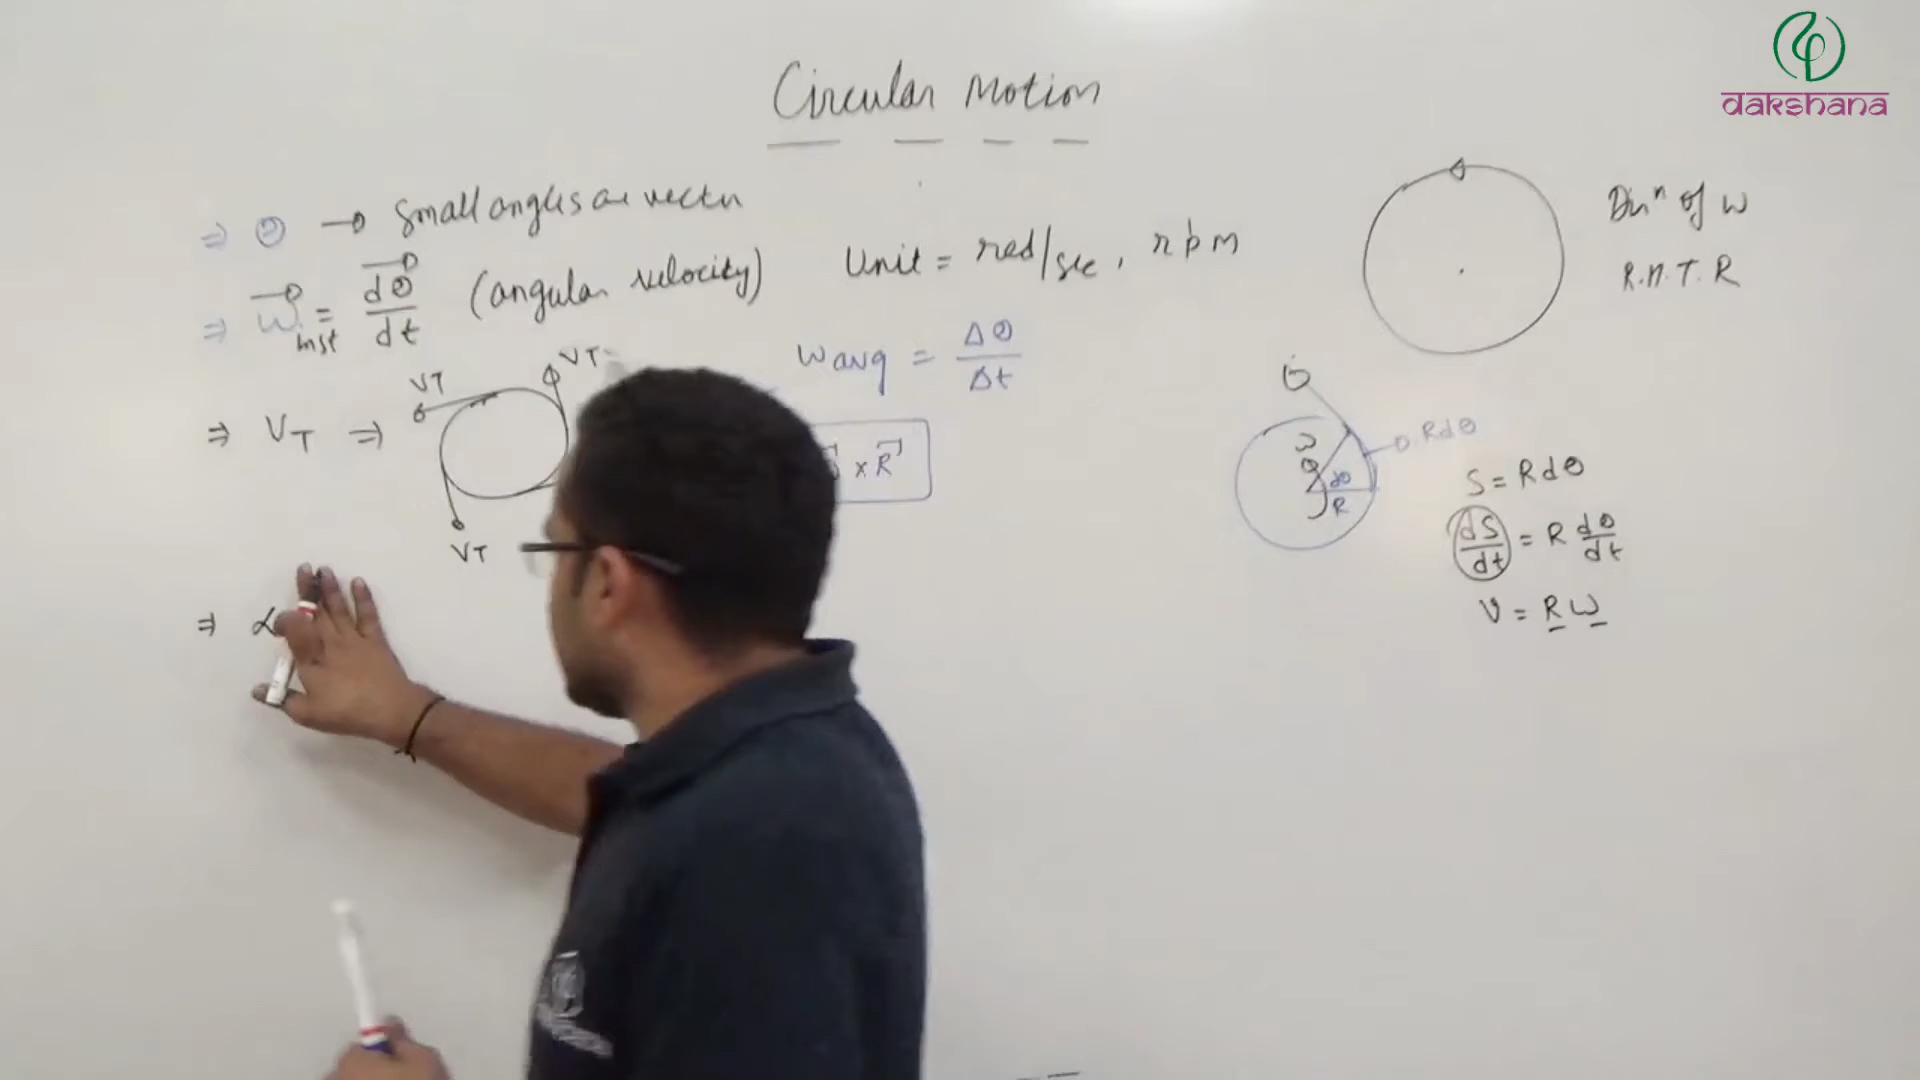 dakshana
Circular Motion
⇒ θ → Small angles are vector
⇒ ω⃗inst = dθ⃗/dt (angular velocity) Unit = rad/sec, rpm
ωavg = Δθ/Δt
⇒ VT ⇒
VT
VT
VT
× R⃗
⇒ α
Dirⁿ of ω
R.H.T.R
ω
dθ
R
Rdθ
S = Rdθ
dS/dt = R dθ/dt
V = Rω